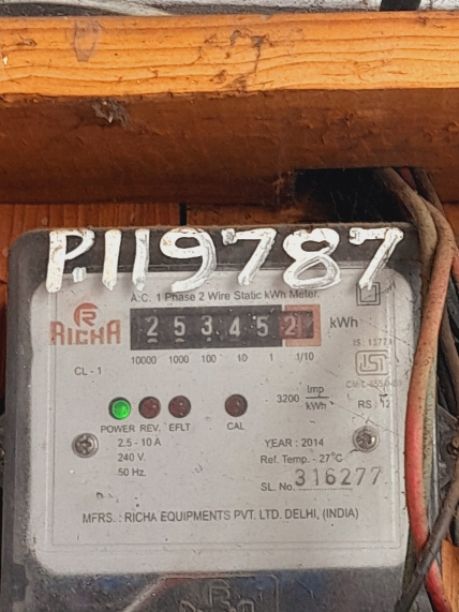 P.119787
A.C. 1 Phase 2 Wire Static kWh Meter.
R
RICHA
2 5 3 4 5 2 kWh
10000 1000 100 10 1 1/10
CL - 1
3200 Imp/kWh
ISI
RS : 12
POWER REV. EFLT CAL
2.5 - 10 A
240 V.
50 Hz.
YEAR : 2014
Ref. Temp. - 27°C
SL. No. 316277
MFRS. : RICHA EQUIPMENTS PVT. LTD. DELHI, (INDIA)